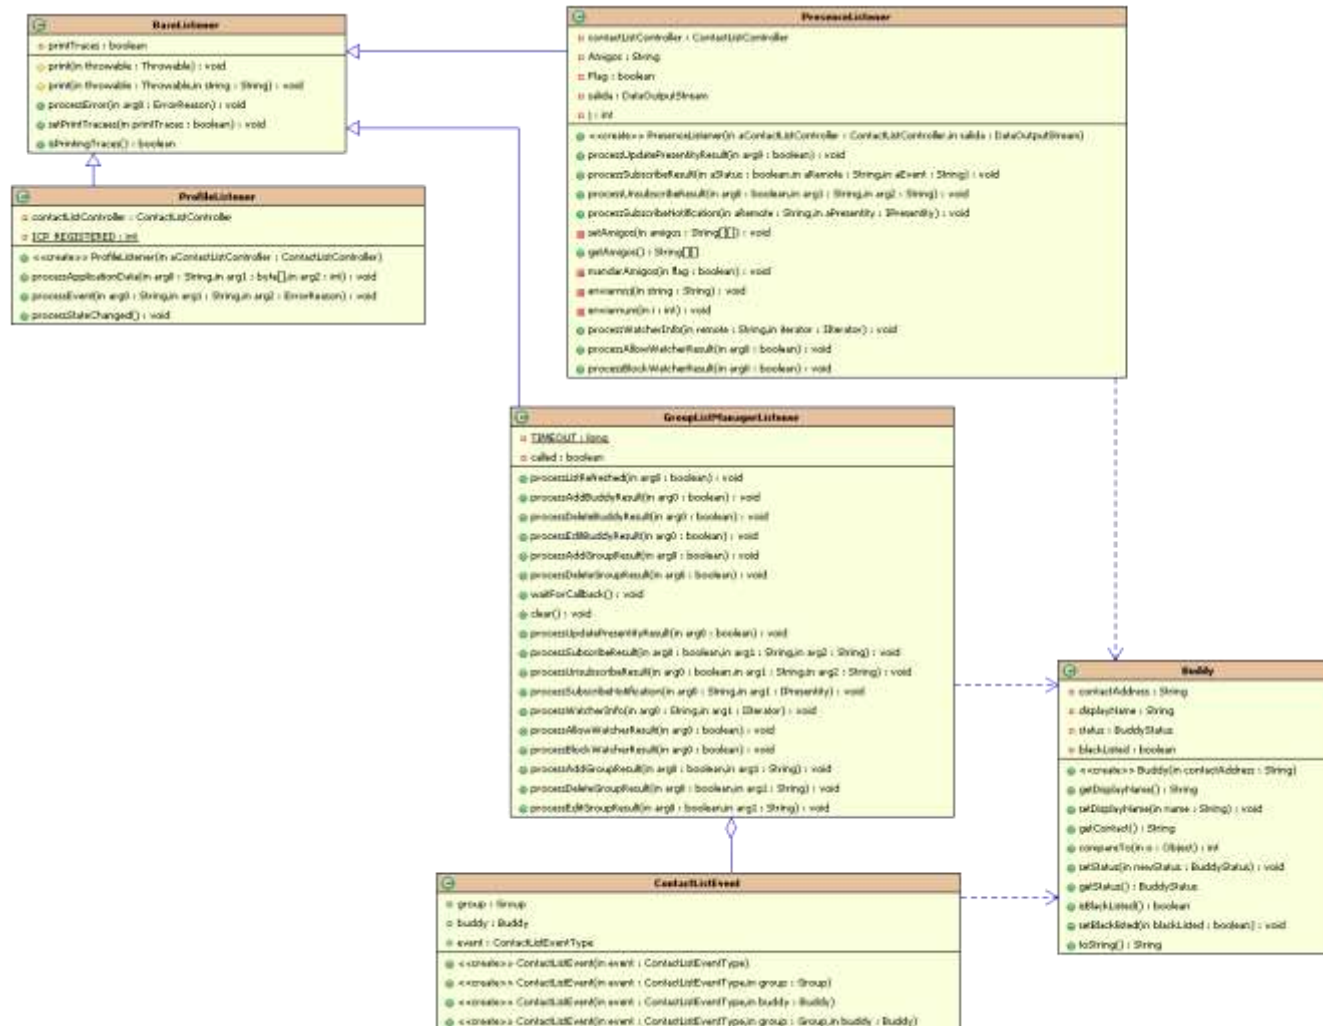 BaseListener
printTraces : boolean
print(in throwable : Throwable) : void
print(in throwable : Throwable,in string : String) : void
processError(in arg0 : ErrorReason) : void
setPrintTracess(in printTraces : boolean) : void
isPrintingTraces() : boolean
ProfileListener
contactListController : ContactListController
ICP_REGISTERED : int
<<create>> ProfileListener(in aContactListController : ContactListController)
processApplicationData(in arg0 : String,in arg1 : byte[],in arg2 : int) : void
processEvent(in arg0 : String,in arg1 : String,in arg2 : ErrorReason) : void
processStateChanged() : void
PresenceListener
contactListController : ContactListController
Amigos : String
Flag : boolean
salida : DataOutputStream
j : int
<<create>> PresenceListener(in aContactListController : ContactListController,in salida : DataOutputStream)
processUpdatePresentityResult(in arg0 : boolean) : void
processSubscribeResult(in aStatus : boolean,in aRemote : String,in aEvent : String) : void
processUnsubscribeResult(in arg0 : boolean,in arg1 : String,in arg2 : String) : void
processSubscribeNotification(in aRemote : String,in aPresentity : IPresentity) : void
setAmigos(in amigos : String[][]) : void
getAmigos() : String[][]
mandarAmigos(in flag : boolean) : void
enviarmsj(in string : String) : void
enviarnum(in i : int) : void
processWatcherInfo(in remote : String,in iterator : IIterator) : void
processAllowWatcherResult(in arg0 : boolean) : void
processBlockWatcherResult(in arg0 : boolean) : void
GroupListManagerListener
TIMEOUT : long
called : boolean
processListRefreshed(in arg0 : boolean) : void
processAddBuddyResult(in arg0 : boolean) : void
processDeleteBuddyResult(in arg0 : boolean) : void
processEditBuddyResult(in arg0 : boolean) : void
processAddGroupResult(in arg0 : boolean) : void
processDeleteGroupResult(in arg0 : boolean) : void
waitForCallback() : void
clear() : void
processUpdatePresentityResult(in arg0 : boolean) : void
processSubscribeResult(in arg0 : boolean,in arg1 : String,in arg2 : String) : void
processUnsubscribeResult(in arg0 : boolean,in arg1 : String,in arg2 : String) : void
processSubscribeNotification(in arg0 : String,in arg1 : IPresentity) : void
processWatcherInfo(in arg0 : String,in arg1 : IIterator) : void
processAllowWatcherResult(in arg0 : boolean) : void
processBlockWatcherResult(in arg0 : boolean) : void
processAddGroupResult(in arg0 : boolean,in arg1 : String) : void
processDeleteGroupResult(in arg0 : boolean,in arg1 : String) : void
processEditGroupResult(in arg0 : boolean,in arg1 : String) : void
Buddy
contactAddress : String
displayName : String
status : BuddyStatus
blackListed : boolean
<<create>> Buddy(in contactAddress : String)
getDisplayName() : String
setDisplayName(in name : String) : void
getContact() : String
compareTo(in o : Object) : int
setStatus(in newStatus : BuddyStatus) : void
getStatus() : BuddyStatus
isBlackListed() : boolean
setBlacklisted(in blackListed : boolean) : void
toString() : String
ContactListEvent
group : Group
buddy : Buddy
event : ContactListEventType
<<create>> ContactListEvent(in event : ContactListEventType)
<<create>> ContactListEvent(in event : ContactListEventType,in group : Group)
<<create>> ContactListEvent(in event : ContactListEventType,in buddy : Buddy)
<<create>> ContactListEvent(in event : ContactListEventType,in group : Group,in buddy : Buddy)